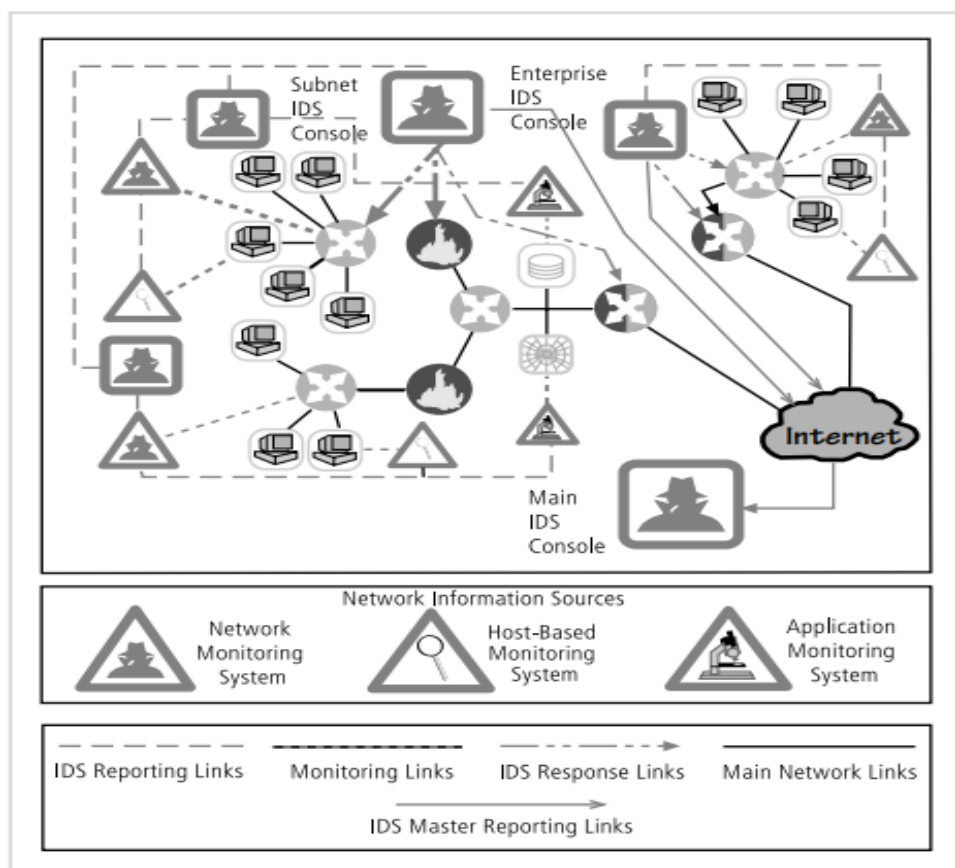 Subnet
IDS
Console
Enterprise
IDS
Console
Internet
Main
IDS
Console
Network Information Sources
Network
Monitoring
System
Host-Based
Monitoring
System
Application
Monitoring
System
IDS Reporting Links
Monitoring Links
IDS Response Links
Main Network Links
IDS Master Reporting Links